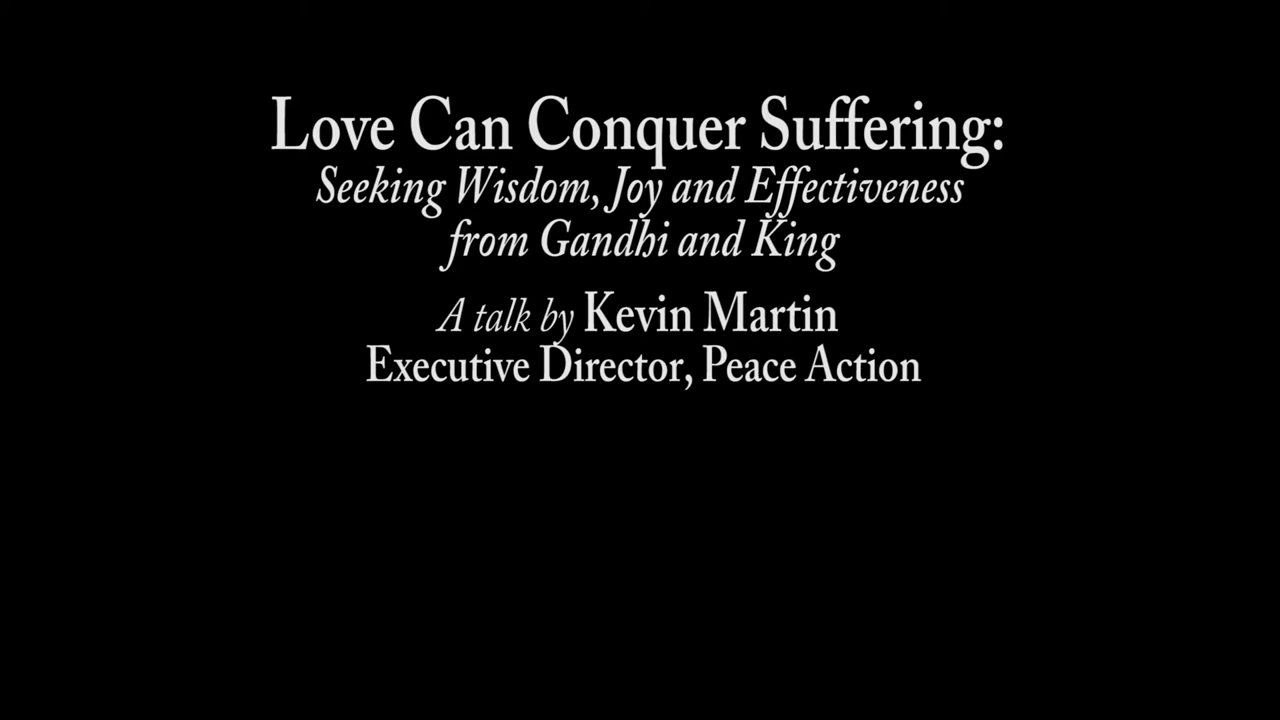 Love Can Conquer Suffering:
Seeking Wisdom, Joy and Effectiveness
from Gandhi and King
A talk by Kevin Martin
Executive Director, Peace Action